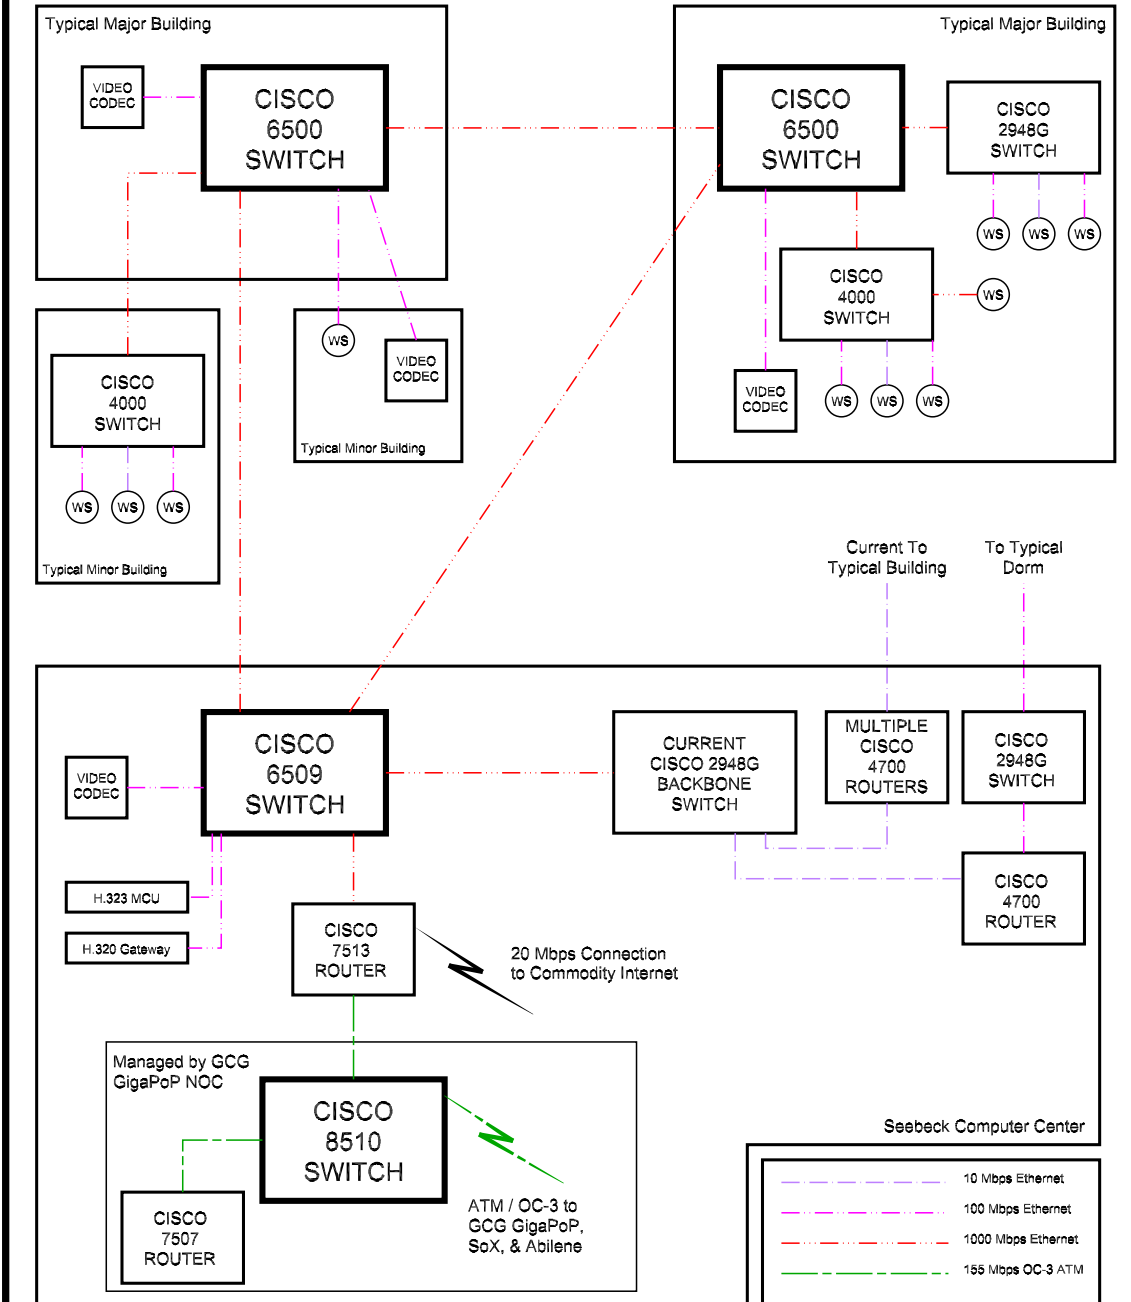 Typical Major Building
VIDEO
CODEC
CISCO
6500
SWITCH
Typical Major Building
CISCO
6500
SWITCH
CISCO
2948G
SWITCH
WS
WS
WS
CISCO
4000
SWITCH
WS
VIDEO
CODEC
WS
WS
WS
CISCO
4000
SWITCH
WS
WS
WS
Typical Minor Building
WS
VIDEO
CODEC
Typical Minor Building
Current To
Typical Building
To Typical
Dorm
CISCO
6509
SWITCH
VIDEO
CODEC
H.323 MCU
H.320 Gateway
CURRENT
CISCO 2948G
BACKBONE
SWITCH
MULTIPLE
CISCO
4700
ROUTERS
CISCO
2948G
SWITCH
CISCO
4700
ROUTER
CISCO
7513
ROUTER
20 Mbps Connection
to Commodity Internet
Managed by GCG
GigaPoP NOC
CISCO
8510
SWITCH
CISCO
7507
ROUTER
ATM / OC-3 to
GCG GigaPoP,
SoX, & Abilene
Seebeck Computer Center
10 Mbps Ethernet
100 Mbps Ethernet
1000 Mbps Ethernet
155 Mbps OC-3 ATM